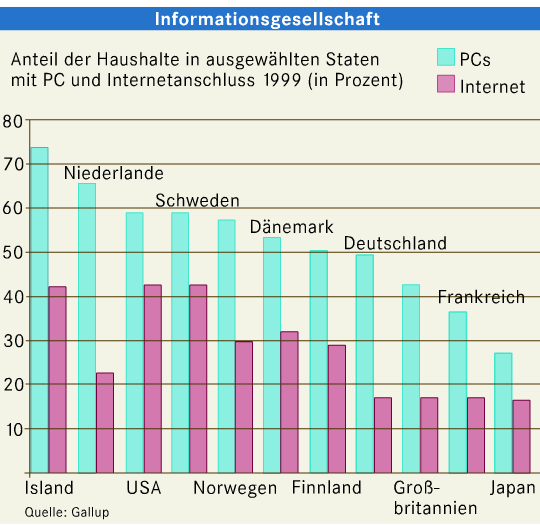 Informationsgesellschaft
Anteil der Haushalte in ausgewählten Staten
mit PC und Internetanschluss 1999 (in Prozent)
PCs
Internet
80
70
Niederlande
60
Schweden
Dänemark
50
Deutschland
40
Frankreich
30
20
10
Island
USA
Norwegen
Finnland
Groß-
britannien
Japan
Quelle: Gallup